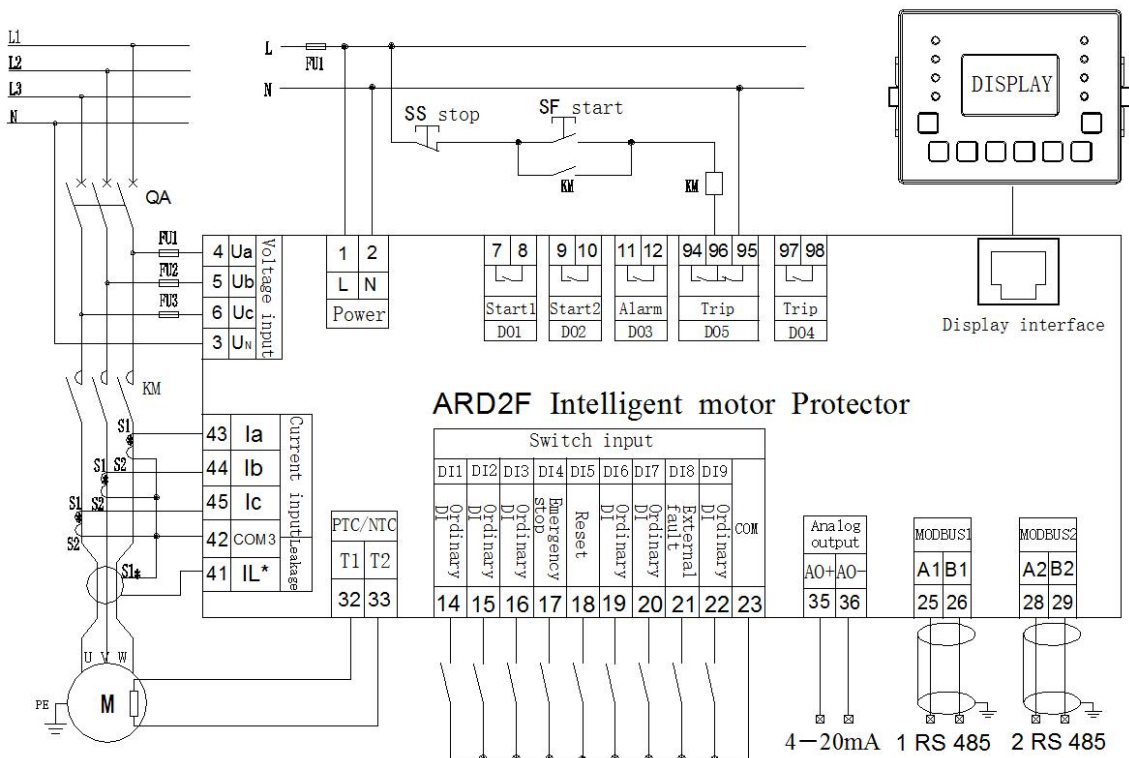 L1
L2
L3
N
L
FU1
N
SS stop
SF start
KM
KM
DISPLAY
QA
FU1
FU2
FU3
4 Ua
5 Ub
6 Uc
3 UN
Voltage input
1 2
L N
Power
7 8
Start1
DO1
9 10
Start2
DO2
11 12
Alarm
DO3
94 96 95
Trip
DO5
97 98
Trip
DO4
Display interface
KM
ARD2F Intelligent motor Protector
S1
S2
S1
S2
S1
S2
S1*
43 Ia
44 Ib
45 Ic
42 COM3
41 IL*
Current input
Leakage
PTC/NTC
T1 T2
32 33
Switch input
DI1 DI2 DI3 DI4 DI5 DI6 DI7 DI8 DI9
Ordinary DI
Ordinary DI
Ordinary DI
Emergency stop
Reset
Ordinary DI
Ordinary DI
External fault
Ordinary DI
COM
14 15 16 17 18 19 20 21 22 23
Analog output
AO+ AO-
35 36
MODBUS1
A1 B1
25 26
MODBUS2
A2 B2
28 29
U V W
M
PE
4-20mA
1 RS 485
2 RS 485